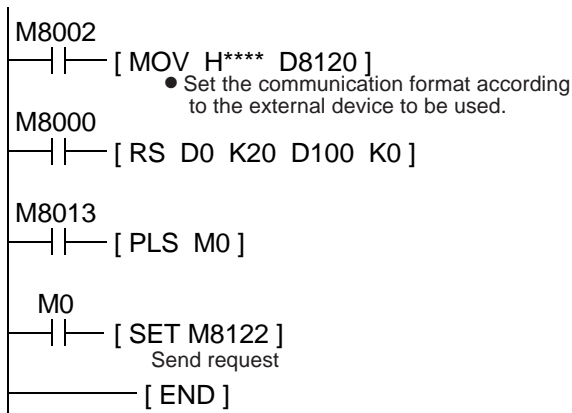 M8002
[ MOV H**** D8120 ]
● Set the communication format according
to the external device to be used.
M8000
[ RS D0 K20 D100 K0 ]
M8013
[ PLS M0 ]
M0
[ SET M8122 ]
Send request
[ END ]